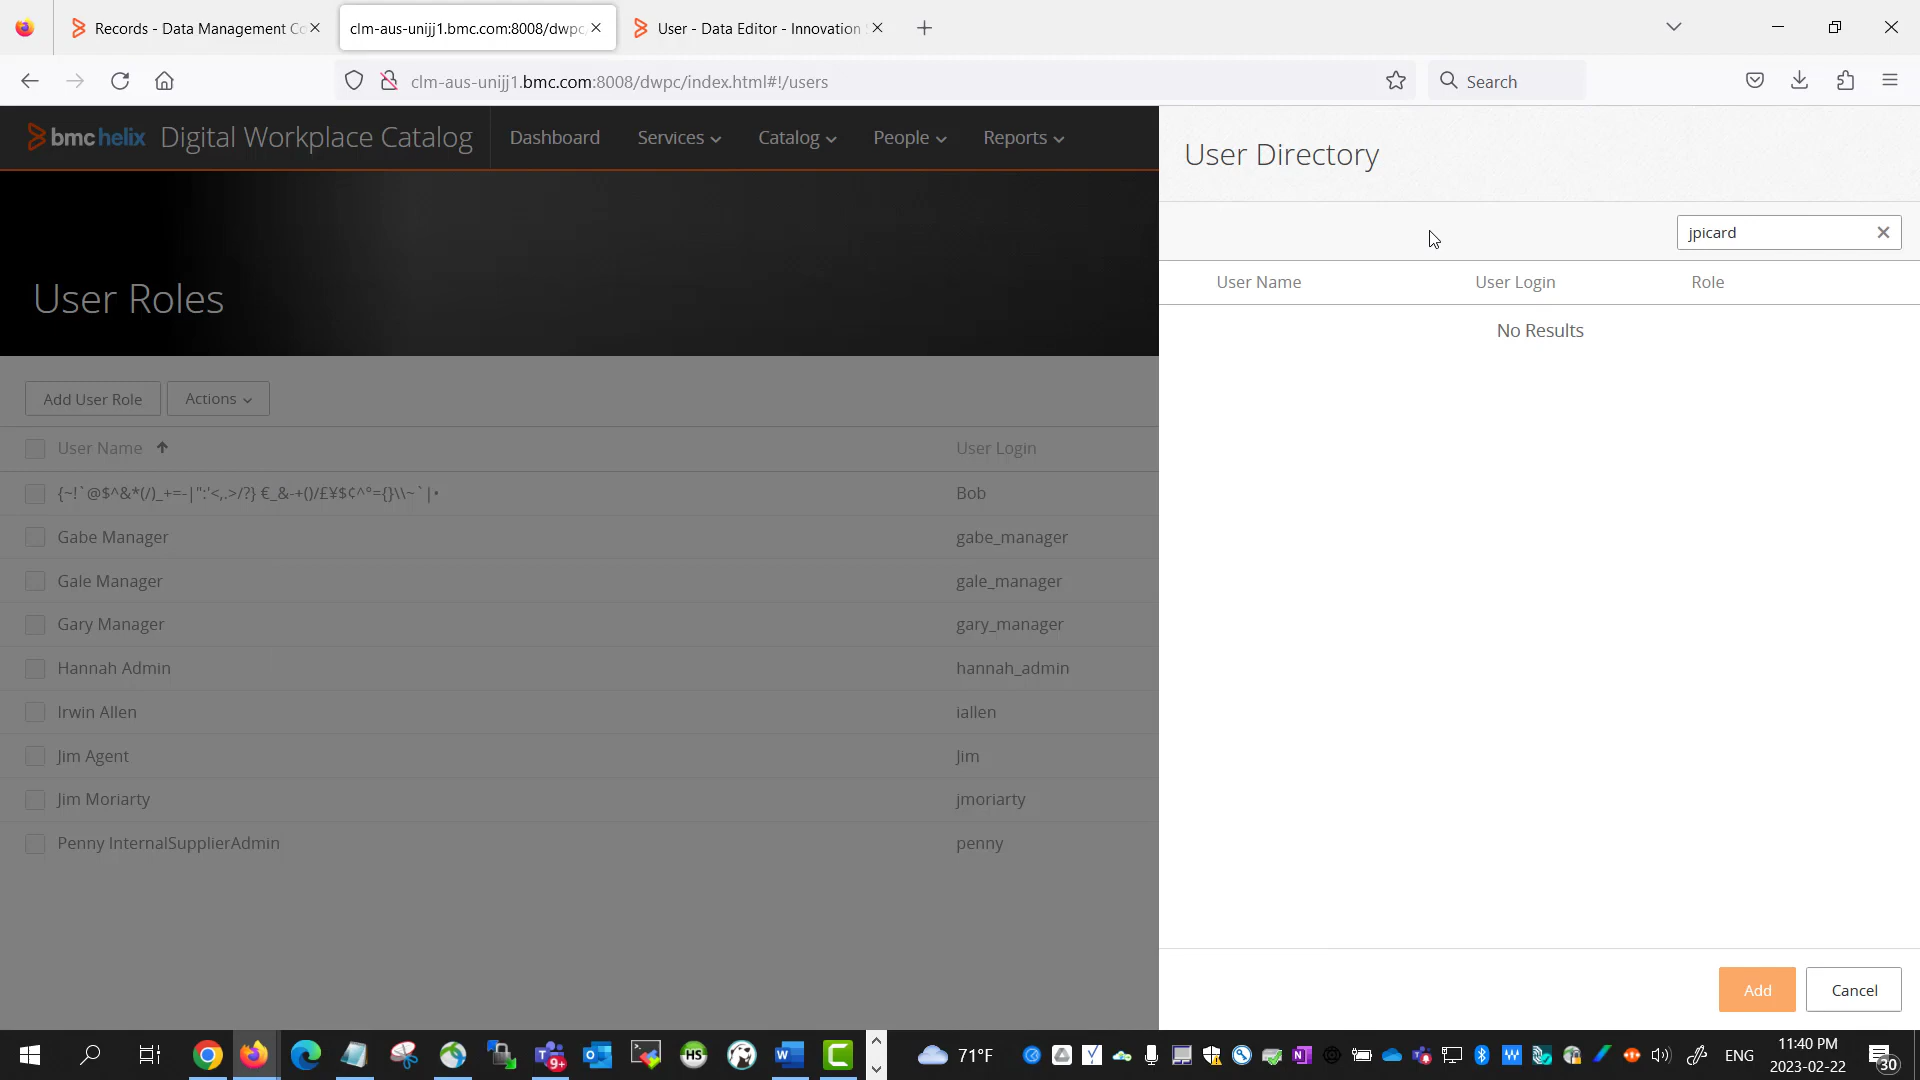 Records - Data Management Co
clm-aus-unijj1.bmc.com:8008/dwpc
User - Data Editor - Innovation
clm-aus-unijj1.bmc.com:8008/dwpc/index.html#!/users
Search
bmchelix Digital Workplace Catalog
Dashboard Services Catalog People Reports
User Directory
jpicard
User Name User Login Role
No Results
User Roles
Add User Role Actions
User Name User Login
{~!`@$^&*(/)_+=-|":'<,.>/?} €_&-+()/£¥$¢^°={}\\~`|• Bob
Gabe Manager gabe_manager
Gale Manager gale_manager
Gary Manager gary_manager
Hannah Admin hannah_admin
Irwin Allen iallen
Jim Agent Jim
Jim Moriarty jmoriarty
Penny InternalSupplierAdmin penny
Add Cancel
71°F
ENG
11:40 PM
2023-02-22
30